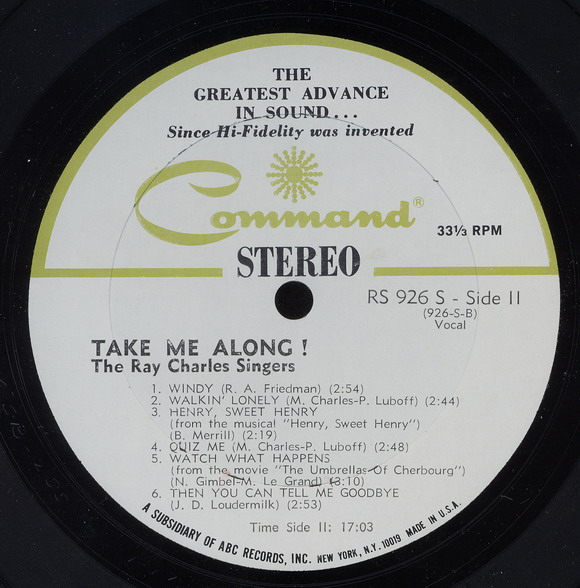 THE
GREATEST ADVANCE
IN SOUND...
Since Hi-Fidelity was invented
Command®
33⅓ RPM
STEREO
RS 926 S - Side II
(926-S-B)
Vocal
TAKE ME ALONG!
The Ray Charles Singers
1. WINDY (R. A. Friedman) (2:54)
2. WALKIN' LONELY (M. Charles-P. Luboff) (2:44)
3. HENRY, SWEET HENRY
(from the musical "Henry, Sweet Henry")
(B. Merrill) (2:19)
4. QUIZ ME (M. Charles-P. Luboff) (2:48)
5. WATCH WHAT HAPPENS
(from the movie "The Umbrellas Of Cherbourg")
(N. Gimbel-M. Le Grand) (3:10)
6. THEN YOU CAN TELL ME GOODBYE
(J. D. Loudermilk) (2:53)
Time Side II: 17:03
A SUBSIDIARY OF ABC RECORDS, INC. NEW YORK, N.Y. 10019 MADE IN U.S.A.